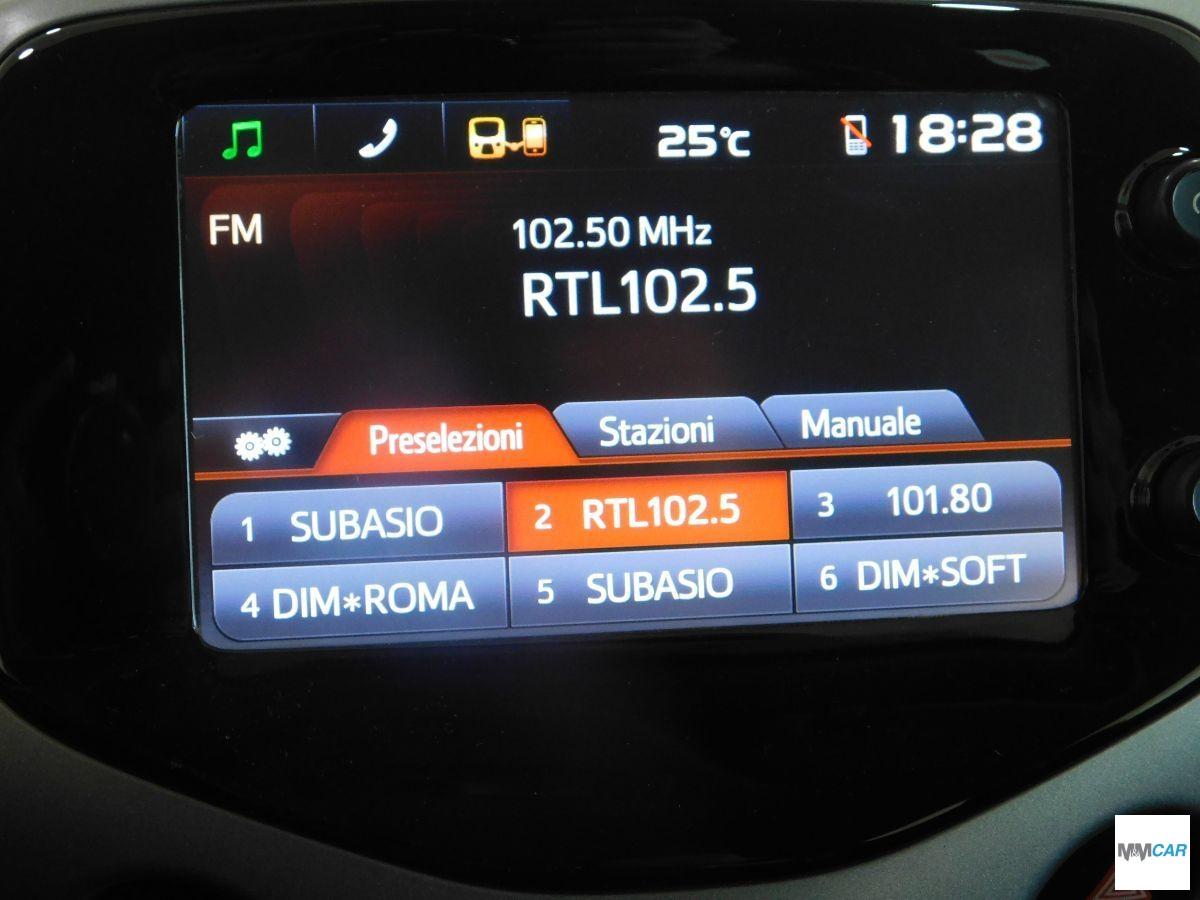 25°C 18:28
FM
102.50 MHz
RTL102.5
Preselezioni Stazioni Manuale
1 SUBASIO 2 RTL102.5 3 101.80
4 DIM*ROMA 5 SUBASIO 6 DIM*SOFT
M&MCAR